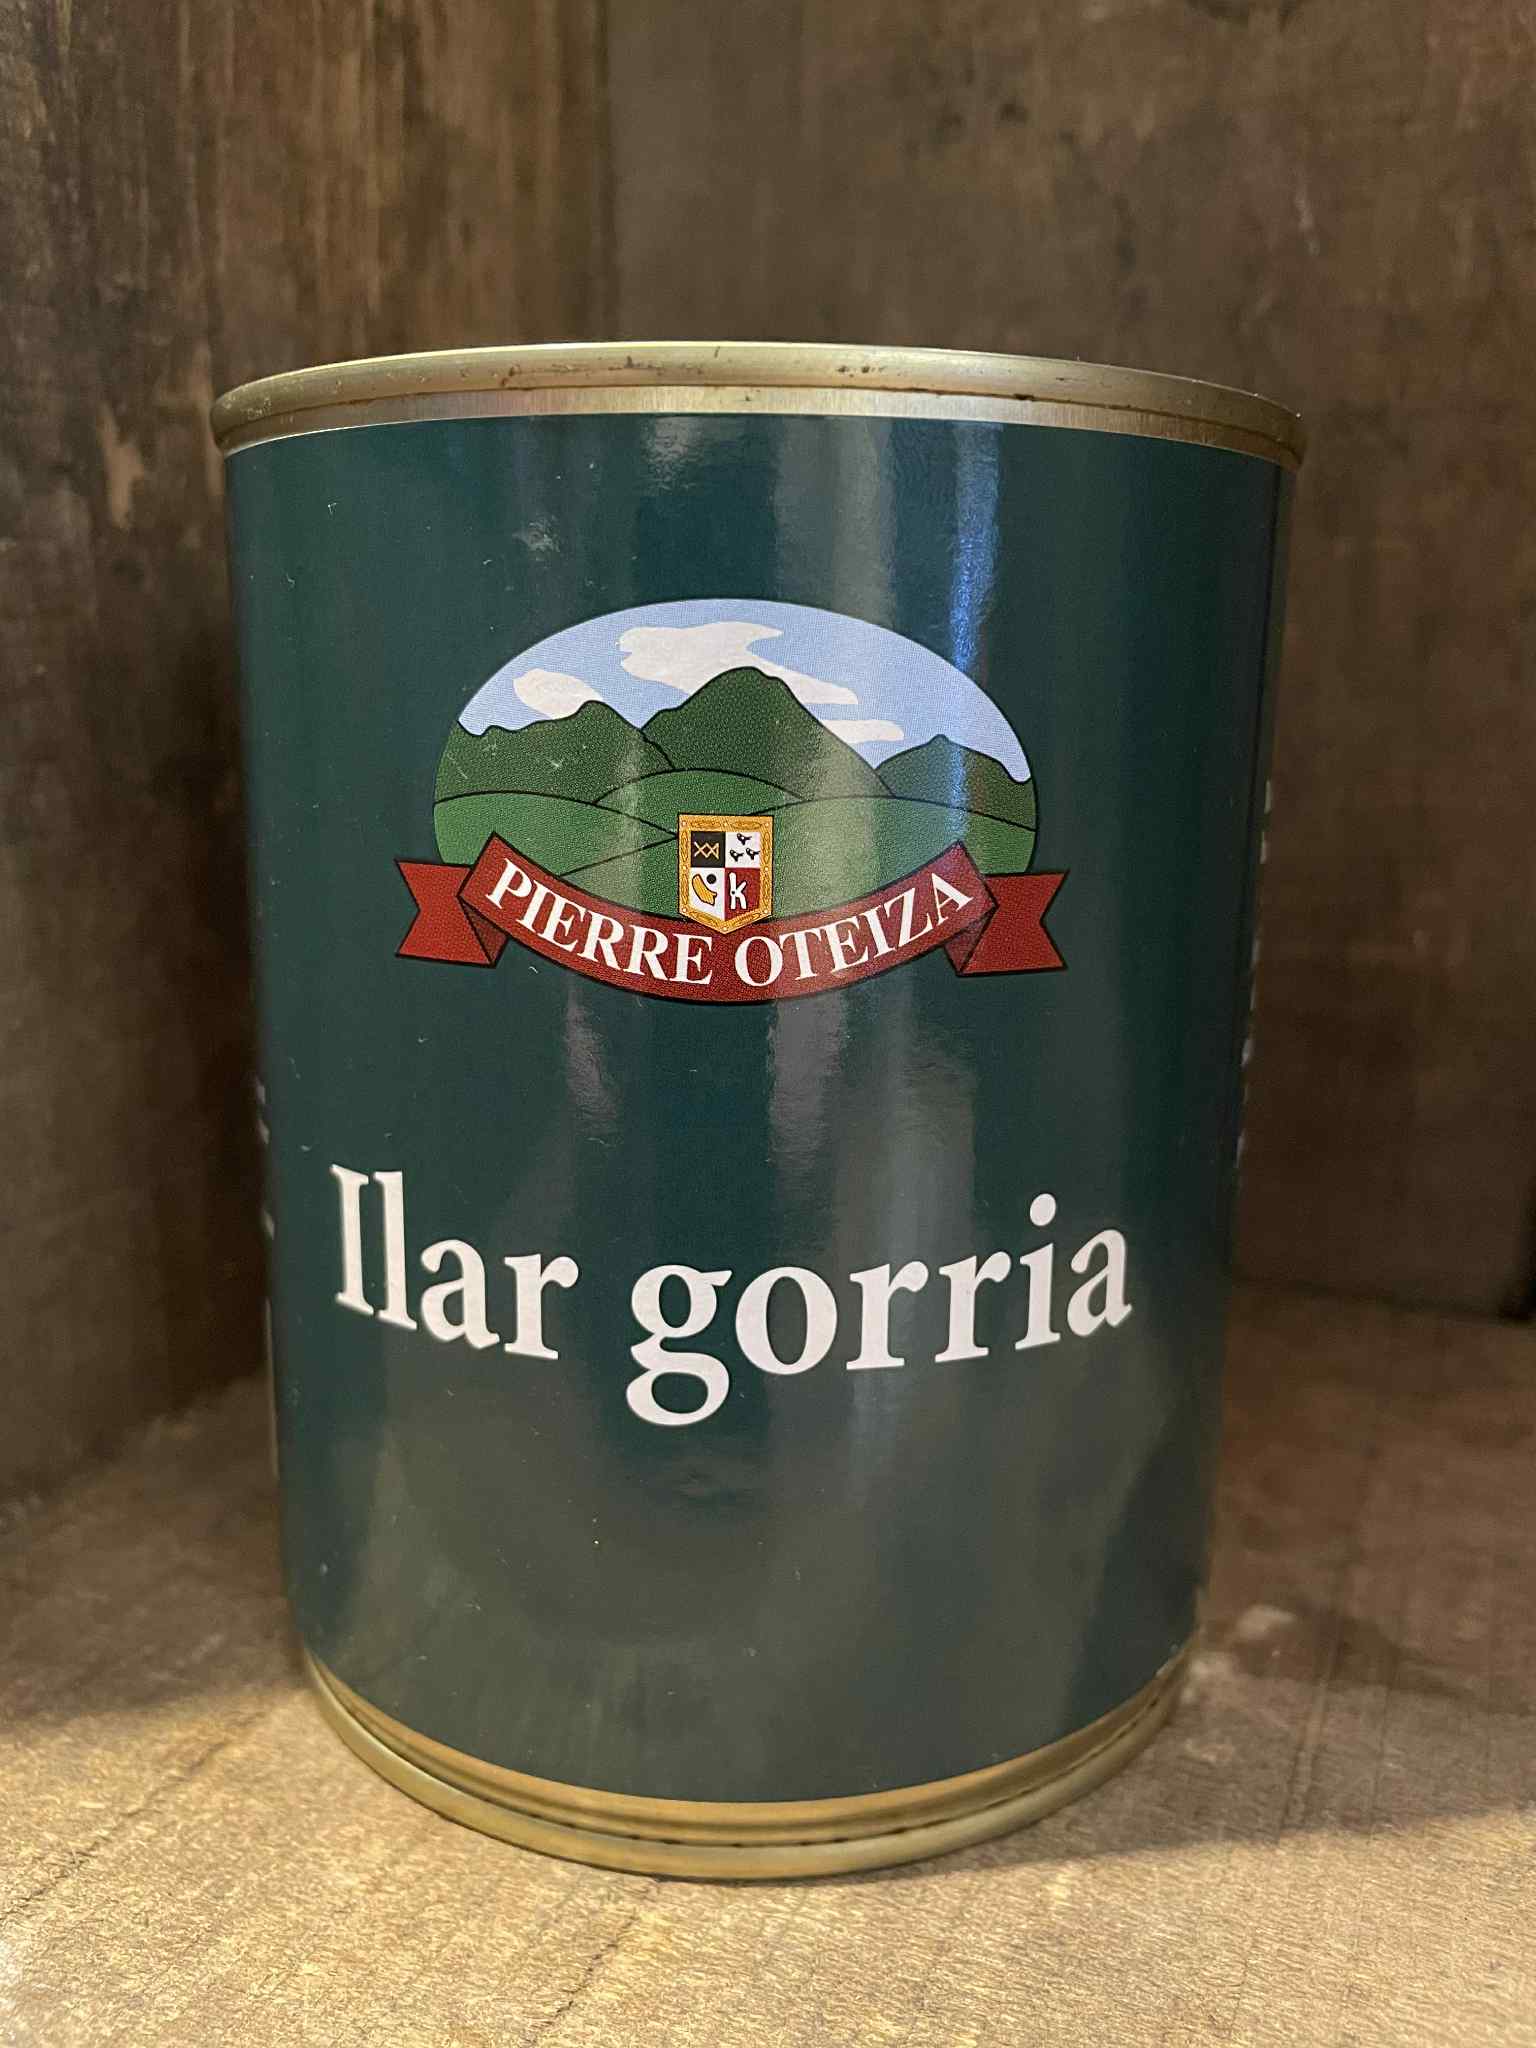 k
PIERRE OTEIZA
Ilar gorria